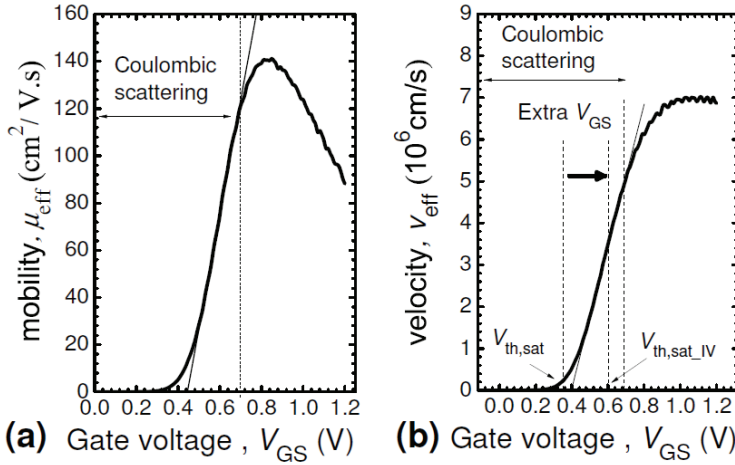 160
140
120
100
80
60
40
20
0
mobility, μeff (cm²/ V.s)
Coulombic
scattering
0.0 0.2 0.4 0.6 0.8 1.0 1.2
(a) Gate voltage , VGS (V)
9
8
7
6
5
4
3
2
1
0
velocity, veff (10⁶cm/s)
Coulombic
scattering
Extra VGS
Vth,sat
Vth,sat_IV
0.0 0.2 0.4 0.6 0.8 1.0 1.2
(b) Gate voltage , VGS (V)